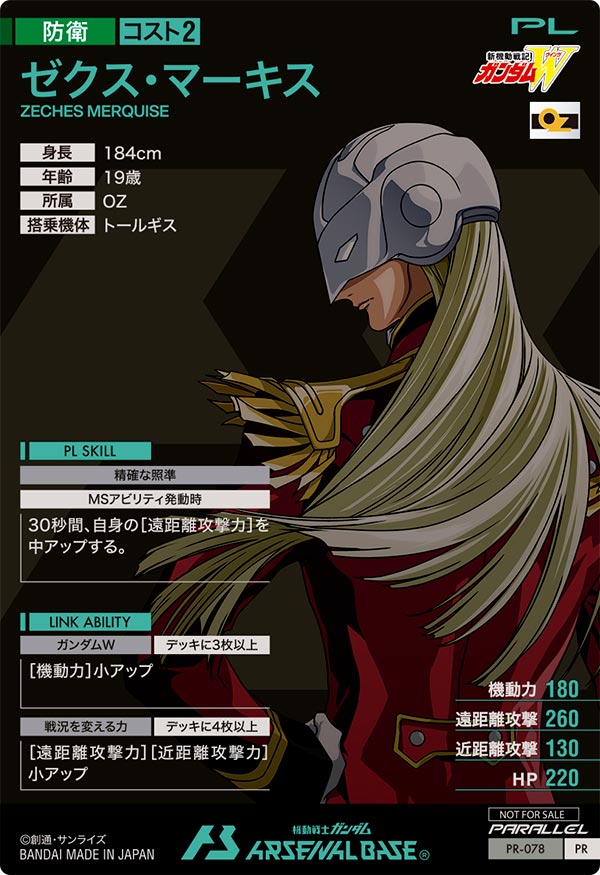 防衛 コスト2 PL
ゼクス・マーキス
ZECHES MERQUISE
新機動戦記
ガンダムW
ウイング
OZ
身長 184cm
年齢 19歳
所属 OZ
搭乗機体 トールギス
PL SKILL
精確な照準
MSアビリティ発動時
30秒間、自身の[遠距離攻撃力]を
中アップする。
LINK ABILITY
ガンダムW デッキに3枚以上
[機動力]小アップ
戦況を変える力 デッキに4枚以上
[遠距離攻撃力][近距離攻撃力]
小アップ
機動力 180
遠距離攻撃 260
近距離攻撃 130
HP 220
©創通・サンライズ
BANDAI MADE IN JAPAN
機動戦士ガンダム
ARSENAL BASE®
NOT FOR SALE
PARALLEL
PR-078 PR